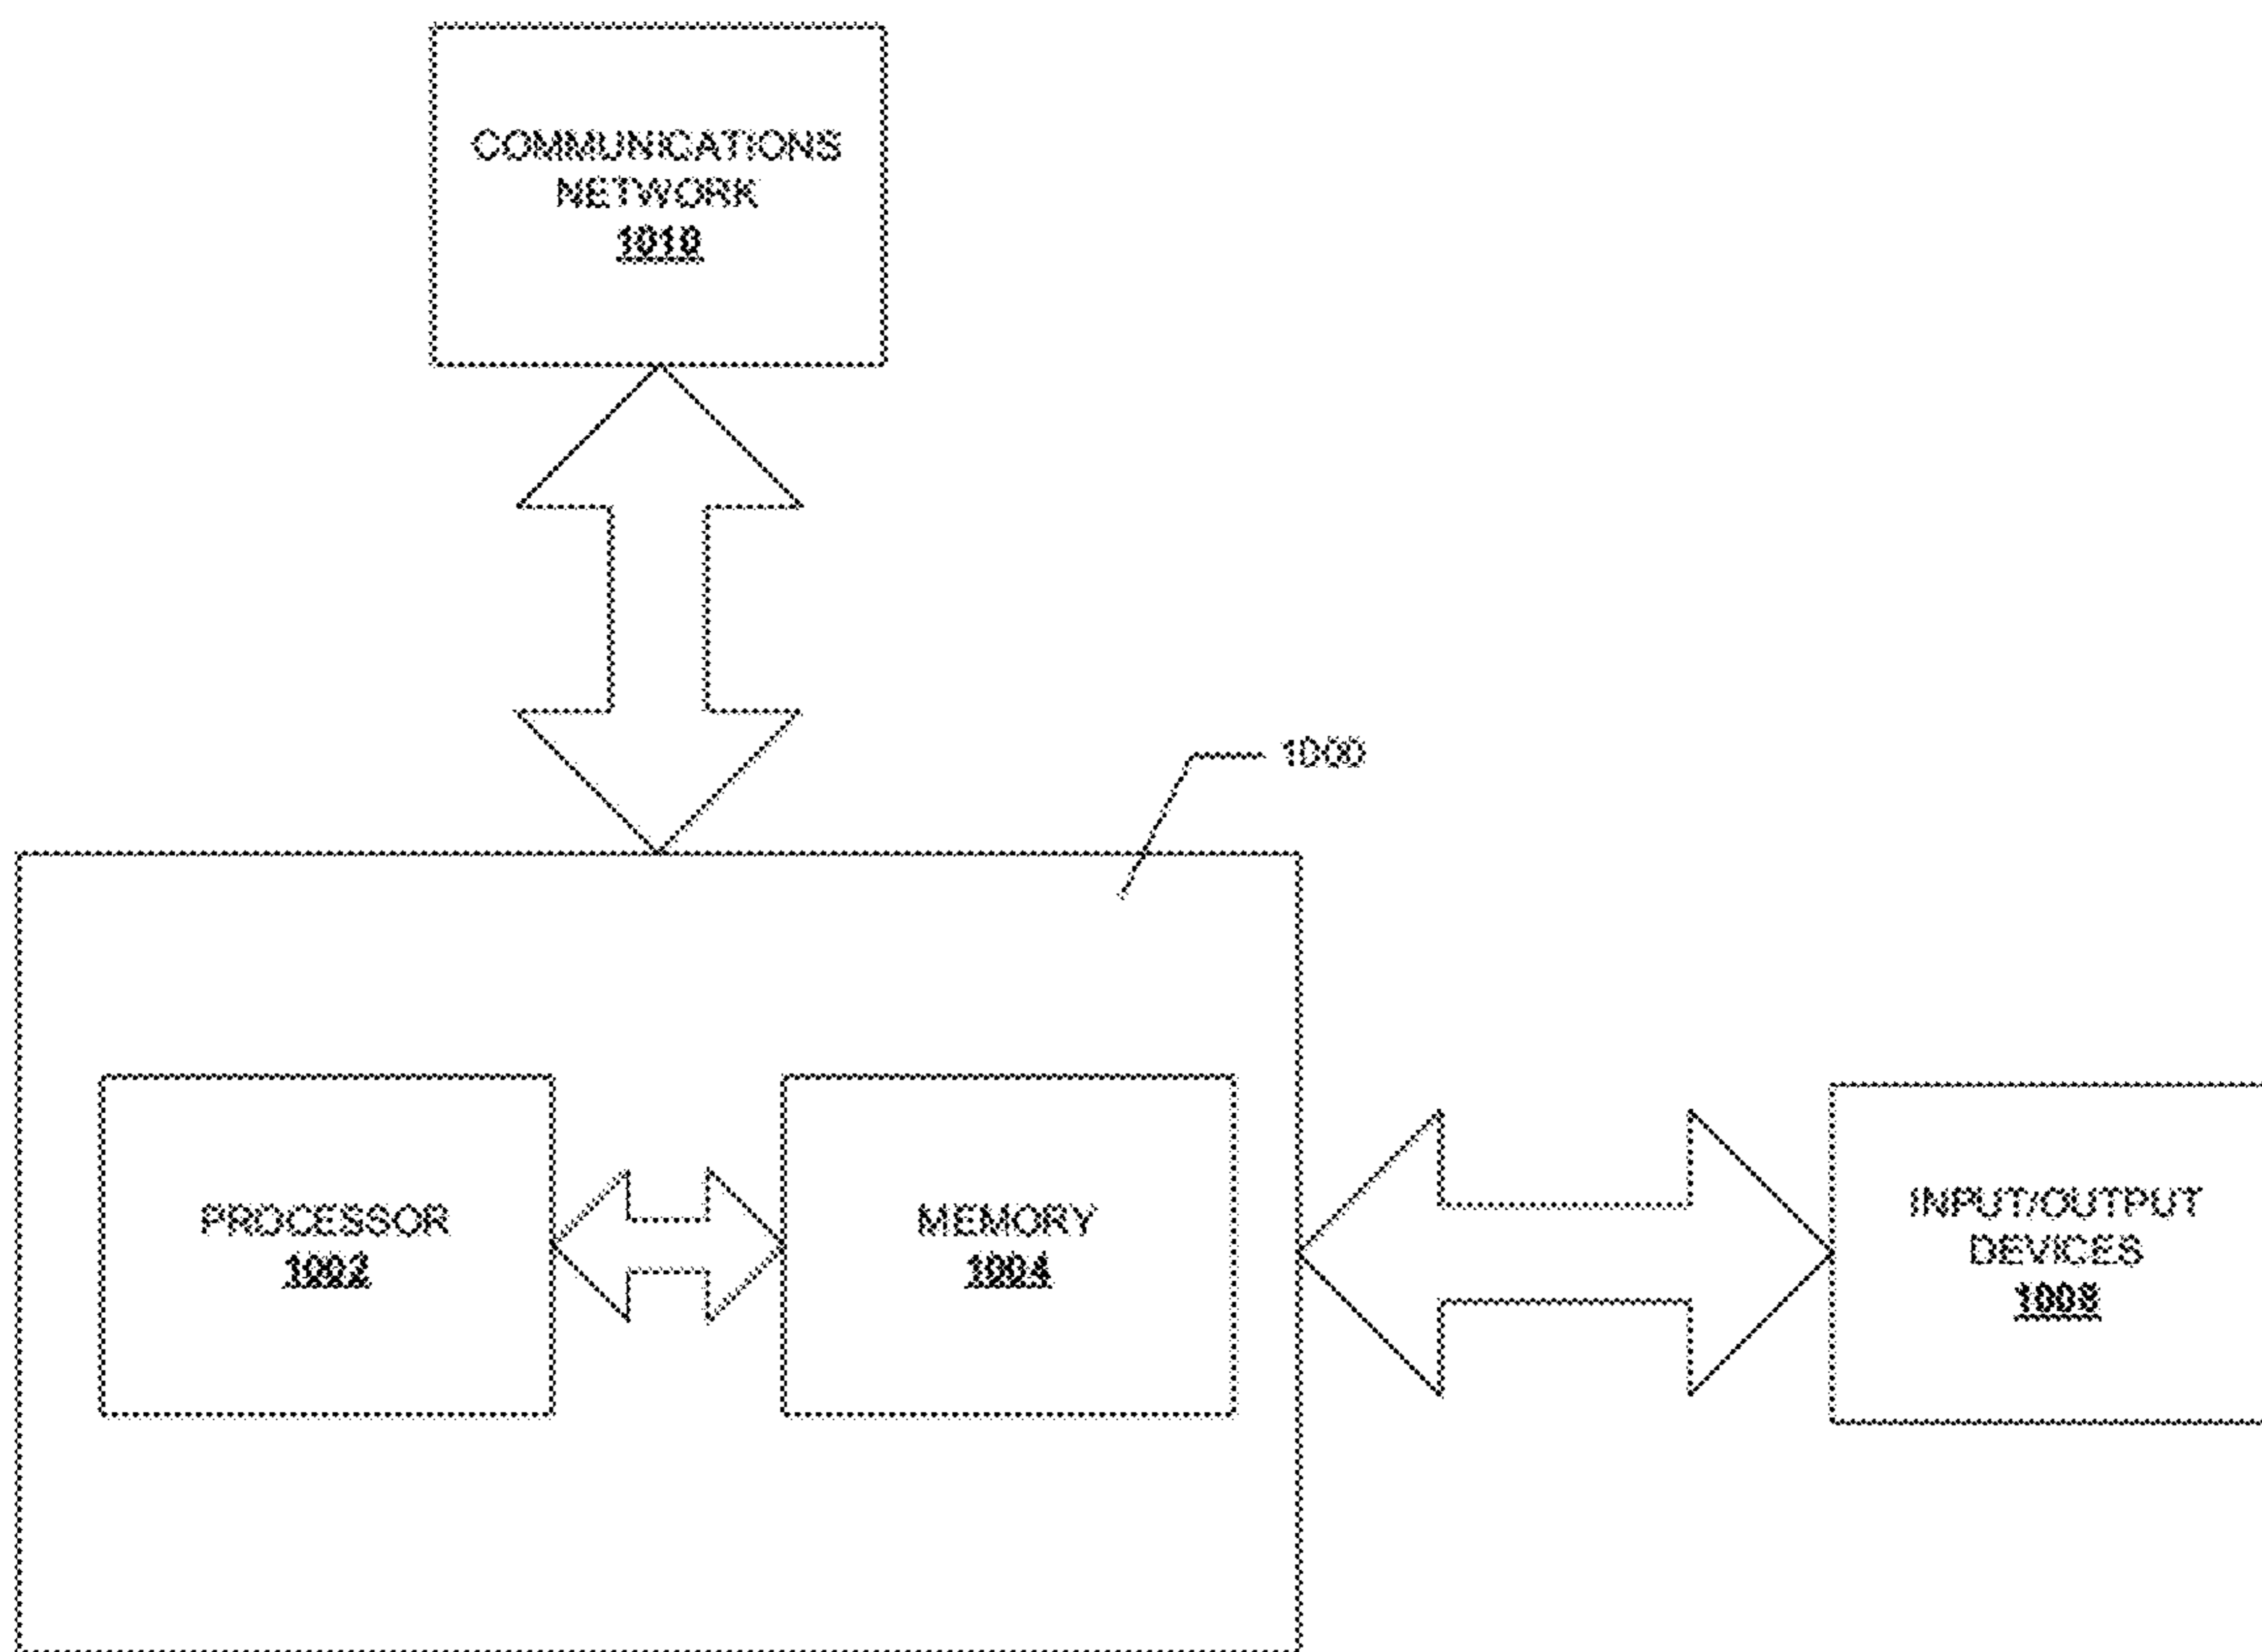 COMMUNICATIONS
NETWORK
1010
1000
PROCESSOR
1002
MEMORY
1004
INPUT/OUTPUT
DEVICES
1008